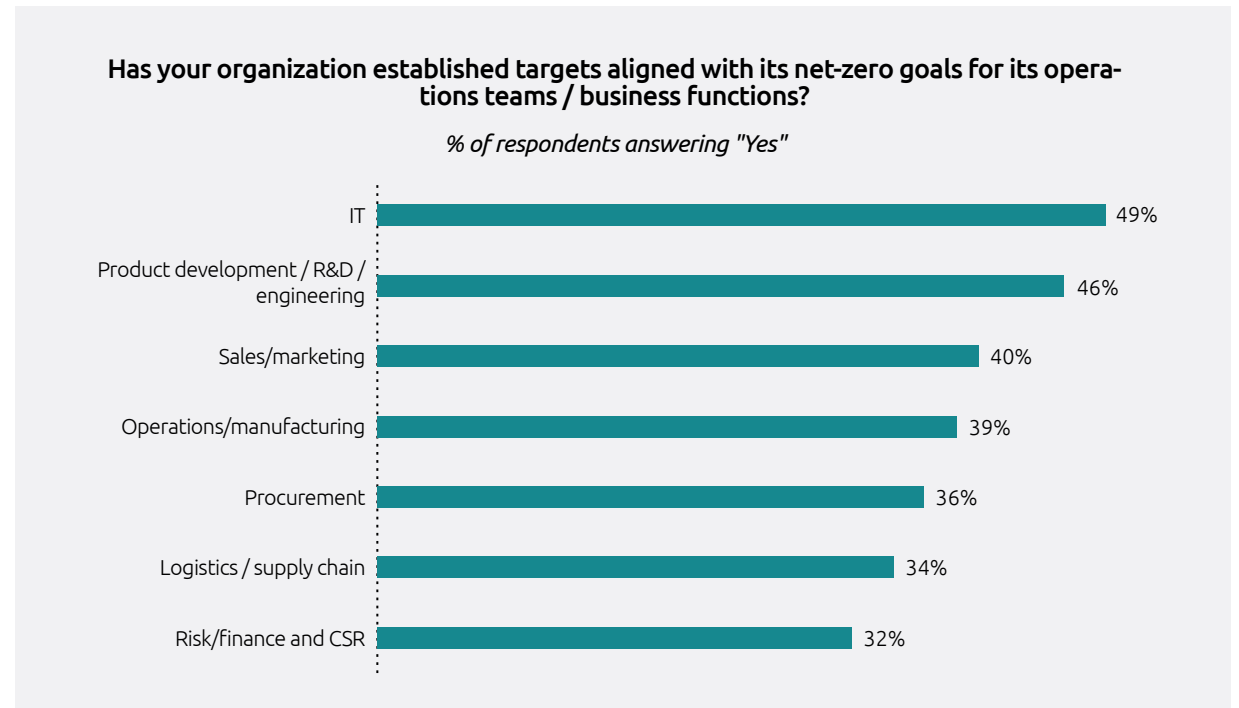 Has your organization established targets aligned with its net-zero goals for its opera-
tions teams / business functions?
% of respondents answering "Yes"
IT
49%
Product development / R&D /
engineering
46%
Sales/marketing
40%
Operations/manufacturing
39%
Procurement
36%
Logistics / supply chain
34%
Risk/finance and CSR
32%